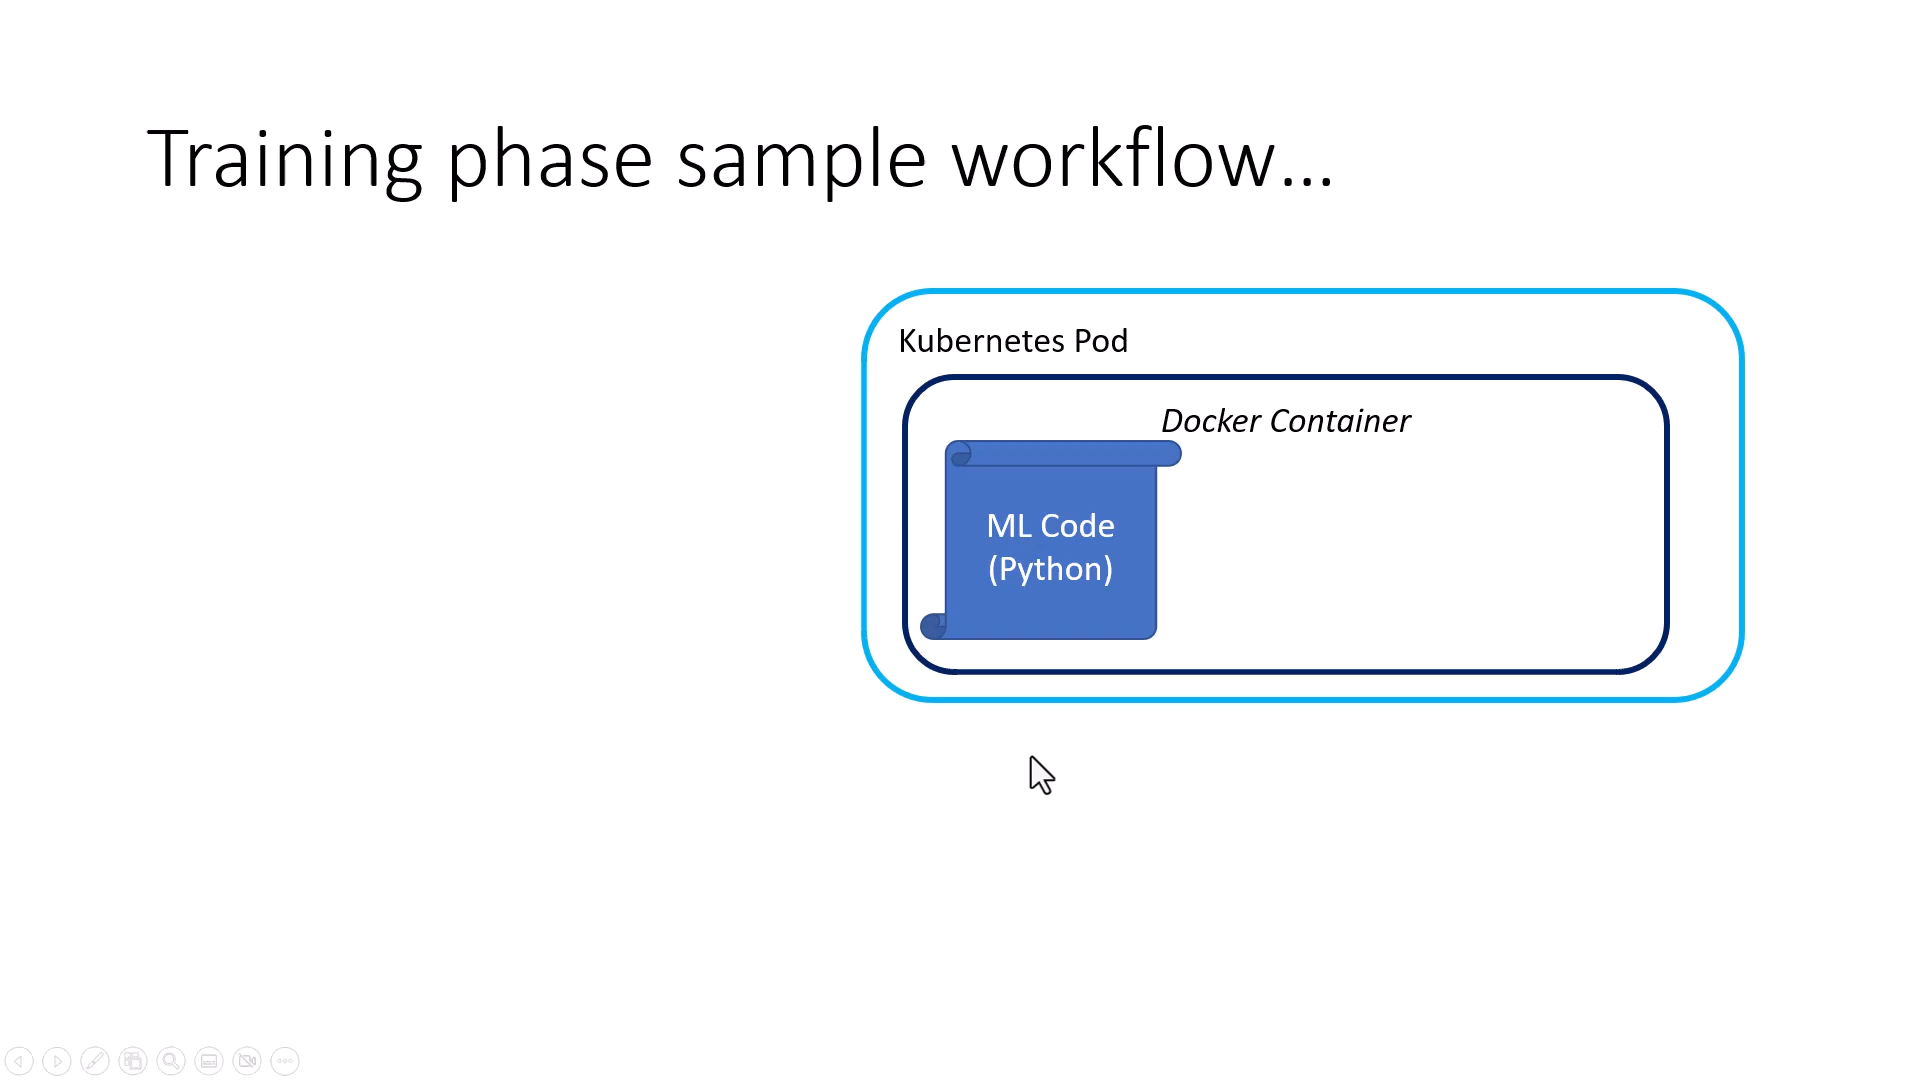 Training phase sample workflow...
Kubernetes Pod
Docker Container
ML Code
(Python)